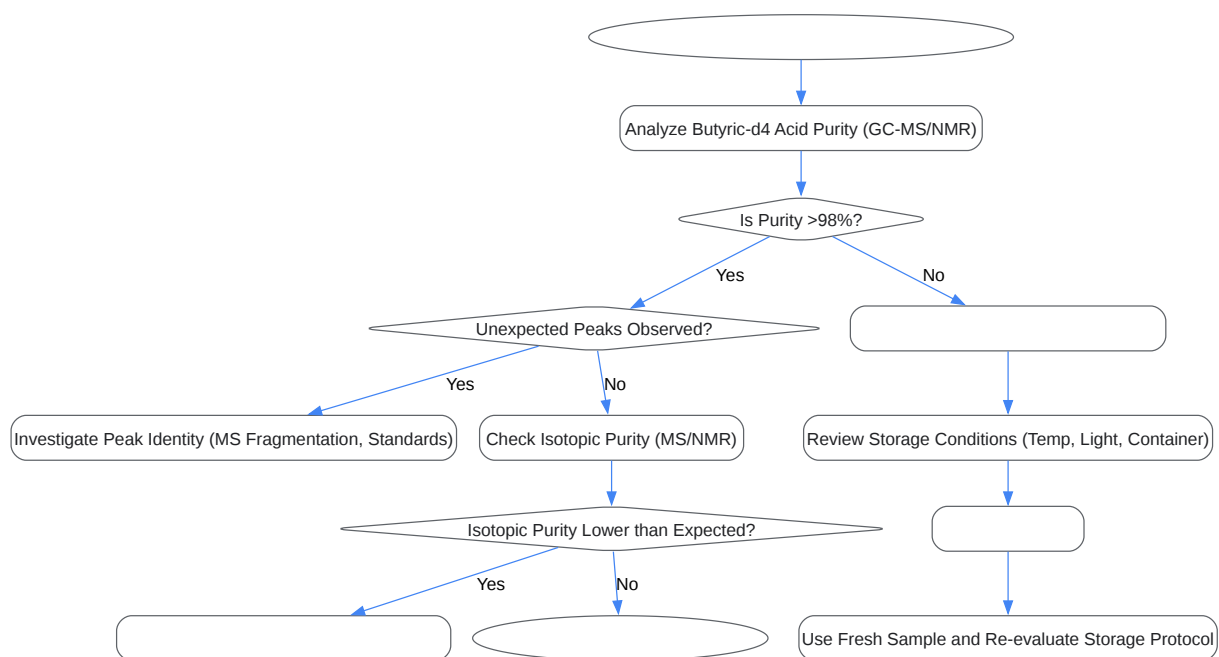 Analyze Butyric-d4 Acid Purity (GC-MS/NMR)
Is Purity >98%?
Yes
No
Unexpected Peaks Observed?
Yes
No
Investigate Peak Identity (MS Fragmentation, Standards)
Check Isotopic Purity (MS/NMR)
Review Storage Conditions (Temp, Light, Container)
Isotopic Purity Lower than Expected?
Yes
No
Use Fresh Sample and Re-evaluate Storage Protocol